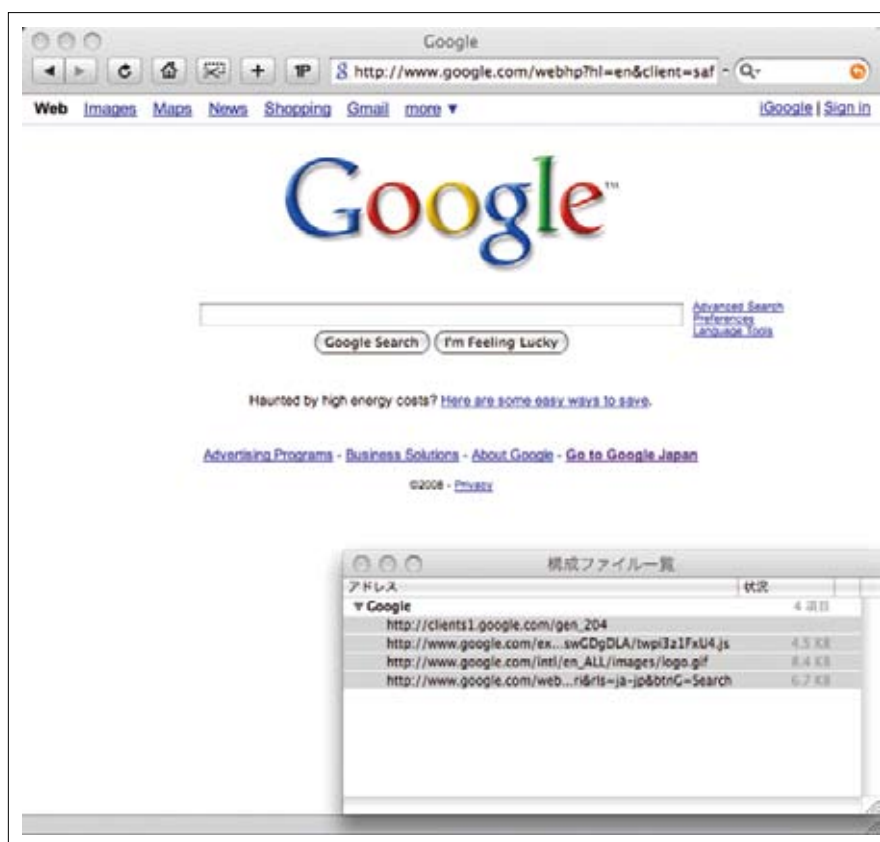 Google
1P
http://www.google.com/webhp?hl=en&client=saf
Web Images Maps News Shopping Gmail more ▼
iGoogle | Sign in
Google™
Advanced Search
Preferences
Language Tools
Google Search
I'm Feeling Lucky
Haunted by high energy costs? Here are some easy ways to save.
Advertising Programs - Business Solutions - About Google - Go to Google Japan
©2008 - Privacy
構成ファイル一覧
アドレス 状況
▼Google 4 項目
http://clients1.google.com/gen_204
http://www.google.com/ex...swGDgDLA/twpi3z1FxU4.js 4.5 KB
http://www.google.com/intl/en_ALL/images/logo.gif 8.4 KB
http://www.google.com/web...ri&rls=ja-jp&btnG=Search 6.7 KB